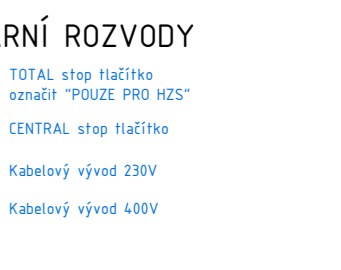 RNÍ ROZVODY
TOTAL stop tlačítko
označit "POUZE PRO HZS"
CENTRAL stop tlačítko
Kabelový vývod 230V
Kabelový vývod 400V